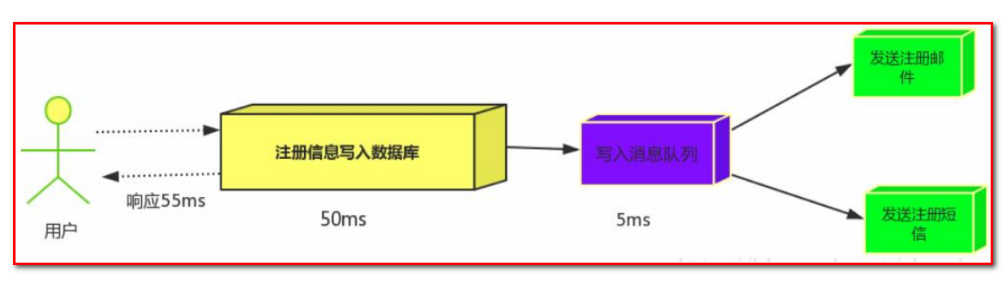 发送注册邮
件
注册信息写入数据库
写入消息队列
响应55ms
用户
50ms
5ms
发送注册短
信